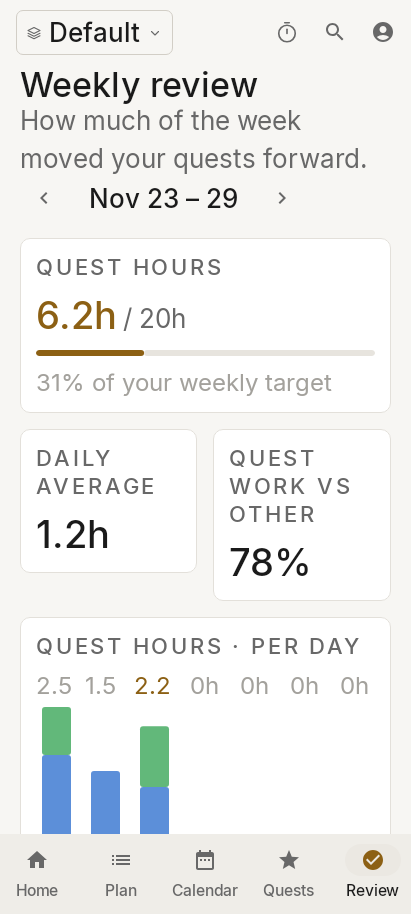 Default
Weekly review
How much of the week
moved your quests forward.
Nov 23 – 29
QUEST HOURS
6.2h / 20h
31% of your weekly target
DAILY
AVERAGE
1.2h
QUEST
WORK VS
OTHER
78%
QUEST HOURS · PER DAY
2.5 1.5 2.2 0h 0h 0h 0h
Home Plan Calendar Quests Review